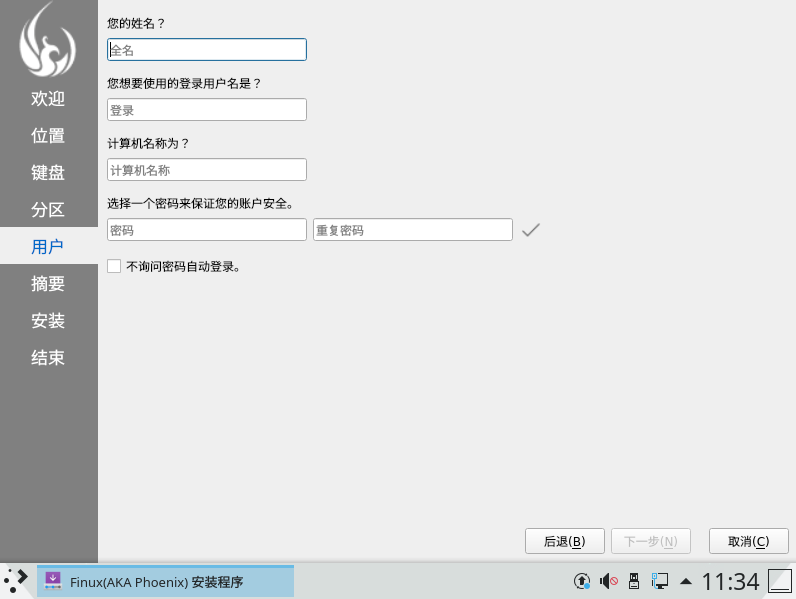 您的姓名？
全名
您想要使用的登录用户名是？
登录
计算机名称为？
计算机名称
选择一个密码来保证您的账户安全。
密码 重复密码
不询问密码自动登录。
欢迎
位置
键盘
分区
用户
摘要
安装
结束
后退(B) 下一步(N) 取消(C)
Finux(AKA Phoenix) 安装程序
11:34